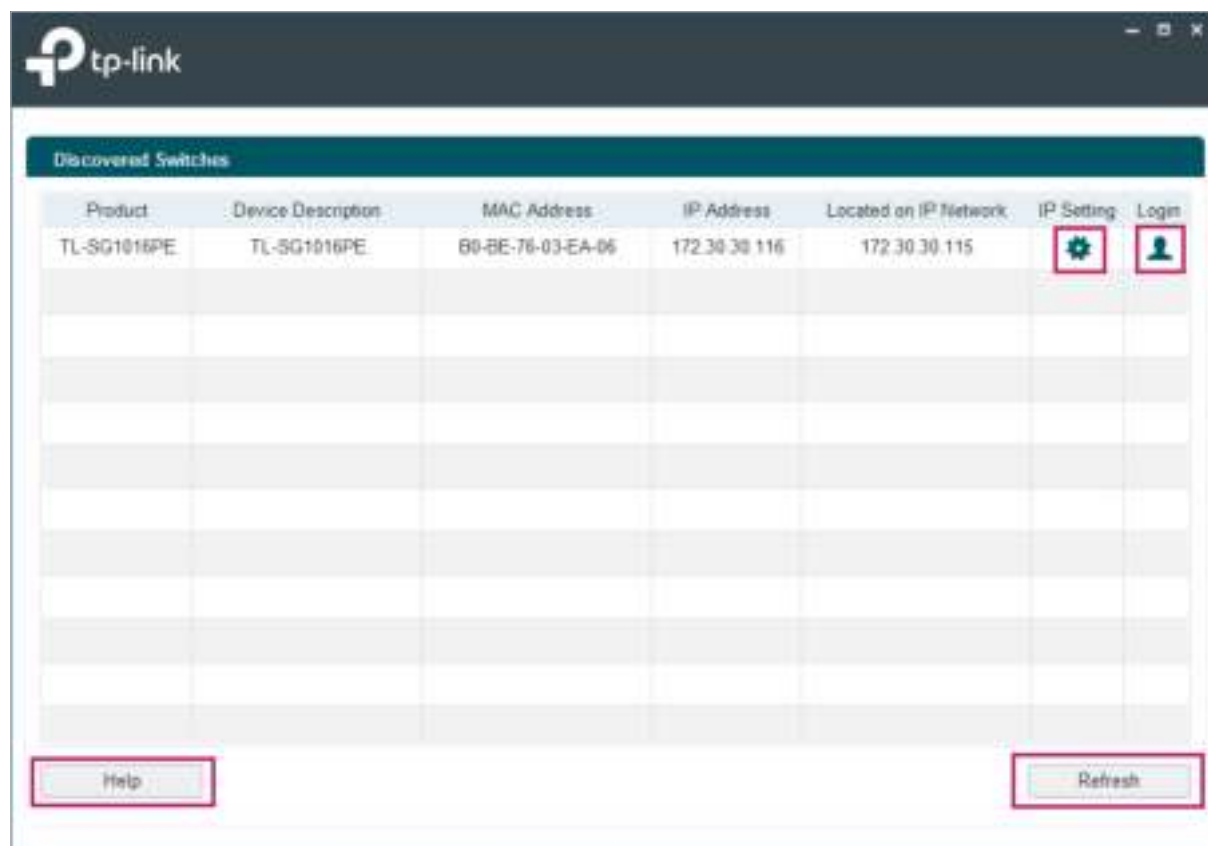 tp-link
Discovered Switches
Product Device Description MAC Address IP Address Located on IP Network IP Setting Login
TL-SG1016PE TL-SG1016PE B0-BE-76-03-EA-06 172.30.30.116 172.30.30.115
Help Refresh